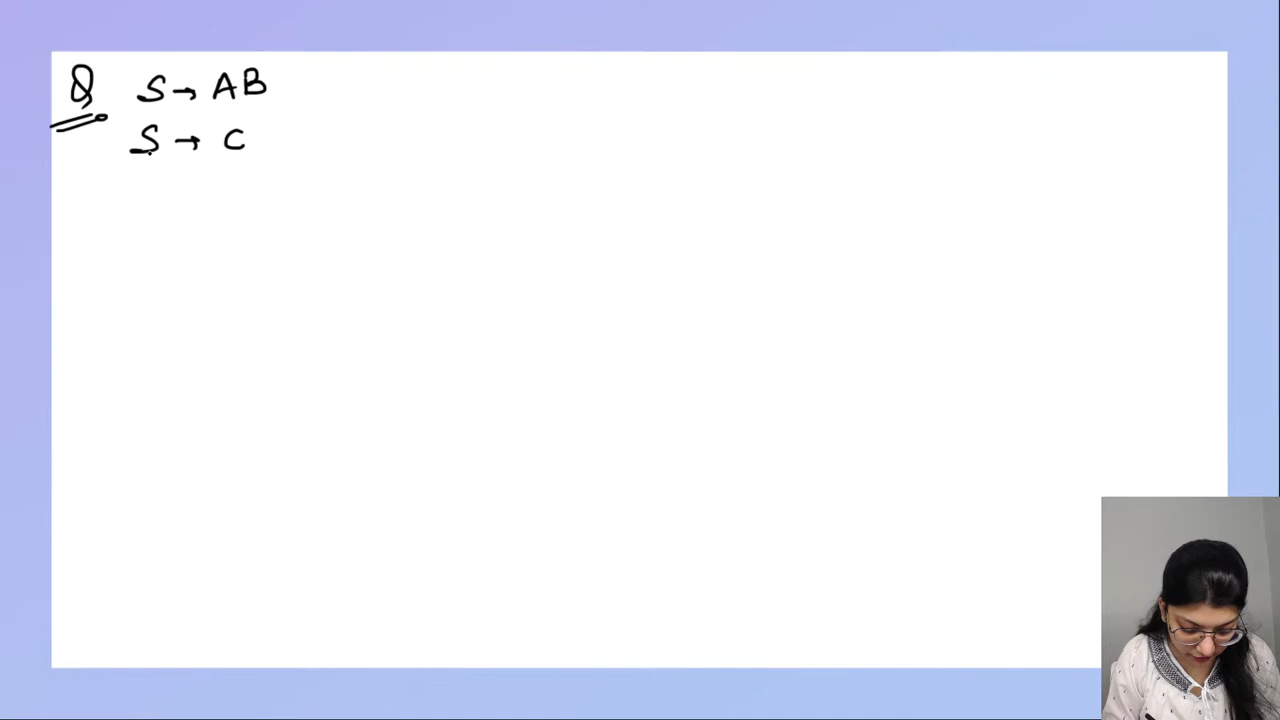 Q S → AB
S → C